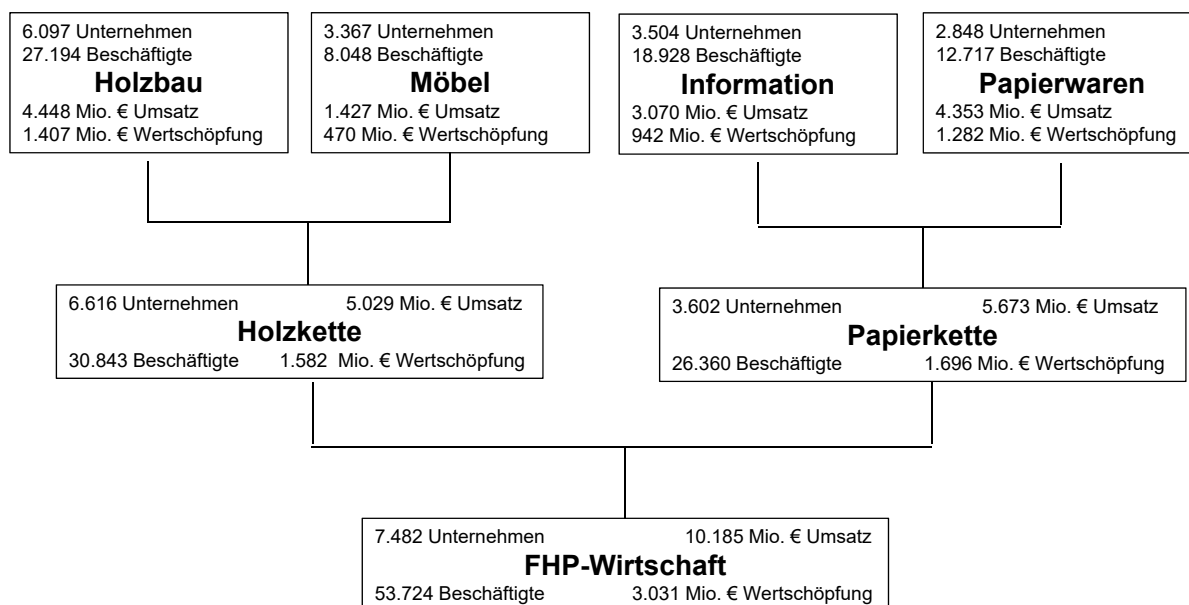 6.097 Unternehmen
27.194 Beschäftigte
Holzbau
4.448 Mio. € Umsatz
1.407 Mio. € Wertschöpfung
3.367 Unternehmen
8.048 Beschäftigte
Möbel
1.427 Mio. € Umsatz
470 Mio. € Wertschöpfung
3.504 Unternehmen
18.928 Beschäftigte
Information
3.070 Mio. € Umsatz
942 Mio. € Wertschöpfung
2.848 Unternehmen
12.717 Beschäftigte
Papierwaren
4.353 Mio. € Umsatz
1.282 Mio. € Wertschöpfung
6.616 Unternehmen 5.029 Mio. € Umsatz
Holzkette
30.843 Beschäftigte 1.582 Mio. € Wertschöpfung
3.602 Unternehmen 5.673 Mio. € Umsatz
Papierkette
26.360 Beschäftigte 1.696 Mio. € Wertschöpfung
7.482 Unternehmen 10.185 Mio. € Umsatz
FHP-Wirtschaft
53.724 Beschäftigte 3.031 Mio. € Wertschöpfung